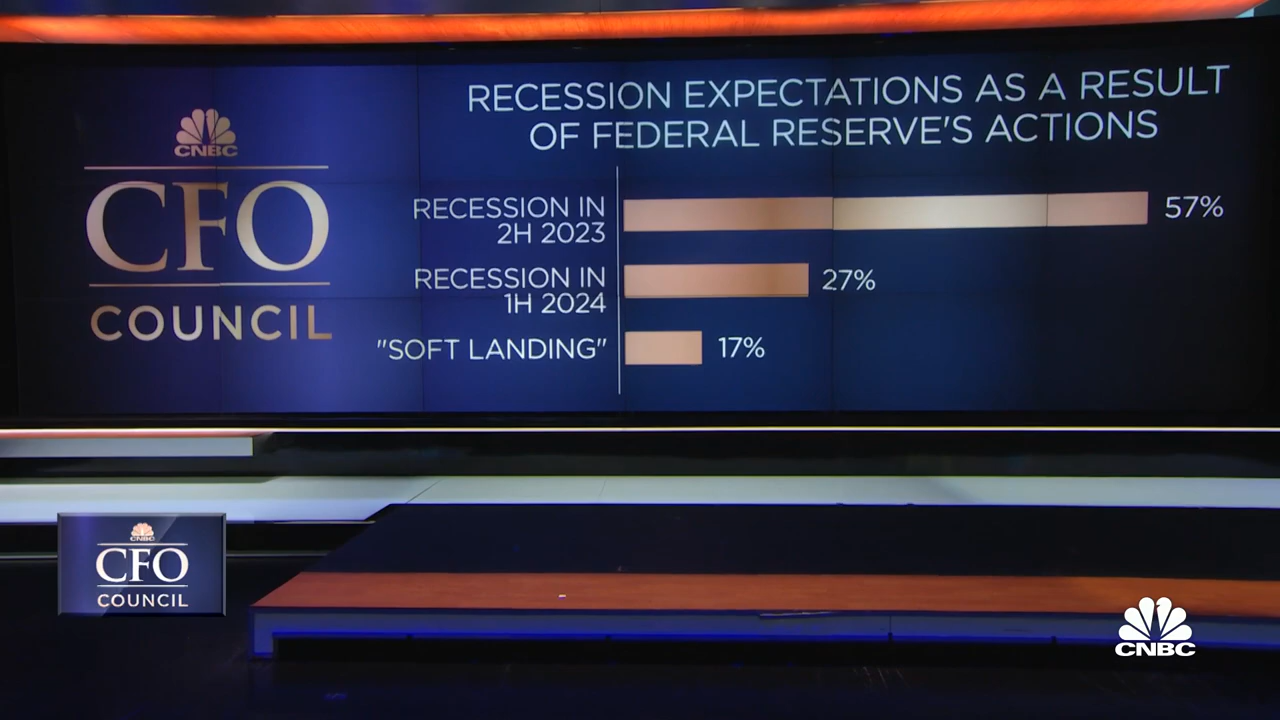 RECESSION EXPECTATIONS AS A RESULT
OF FEDERAL RESERVE'S ACTIONS
CNBC
CFO
COUNCIL
RECESSION IN
2H 2023
57%
RECESSION IN
1H 2024
27%
"SOFT LANDING"
17%
CNBC
CFO
COUNCIL
CNBC